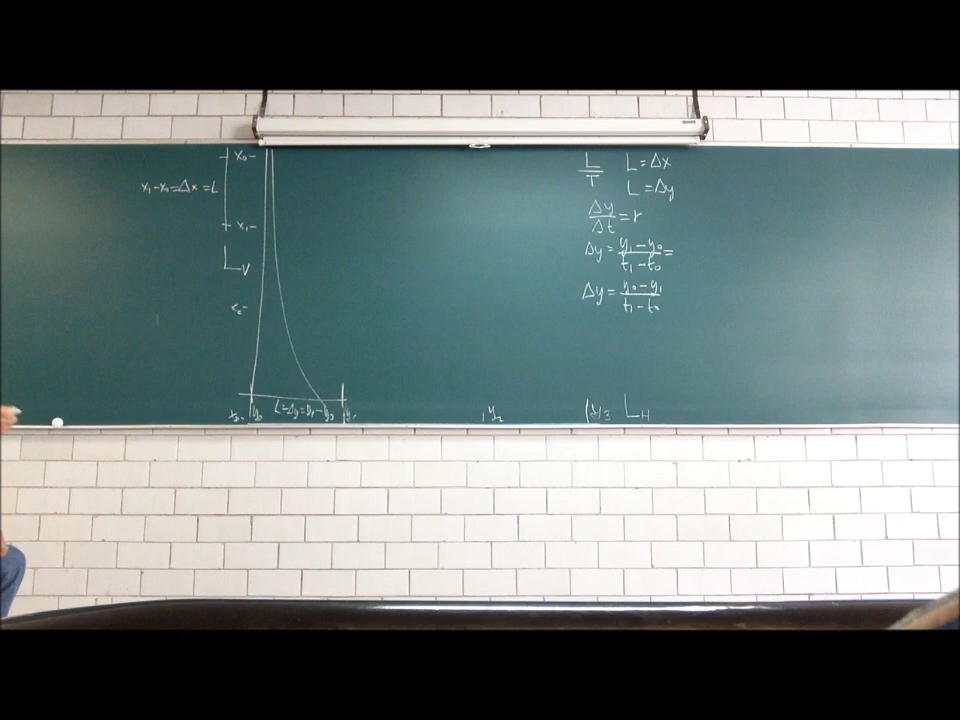 x₀-
x₁-x₀=Δx=L
x₁-
L_V
y₀ L=Δy=y₁-y₀ y₁ y₂ y₃ L_H
L/T L=Δx
L=Δy
Δy/Δt=r
Δy=y₁-y₀/t₁-t₀=
Δy=y₀-y₁/t₁-t₀